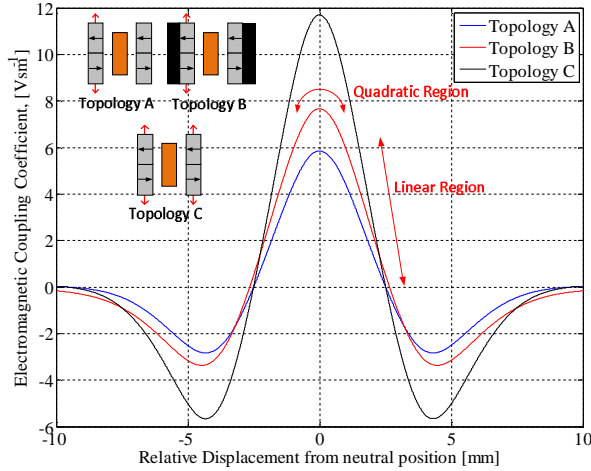 Electromagnetic Coupling Coefficient, [Vsm⁻¹]
12
10
8
6
4
2
0
-2
-4
-6
Topology A
Topology B
Topology C
Topology A
Topology B
Topology C
Quadratic Region
Linear Region
-10
-5
0
5
10
Relative Displacement from neutral position [mm]